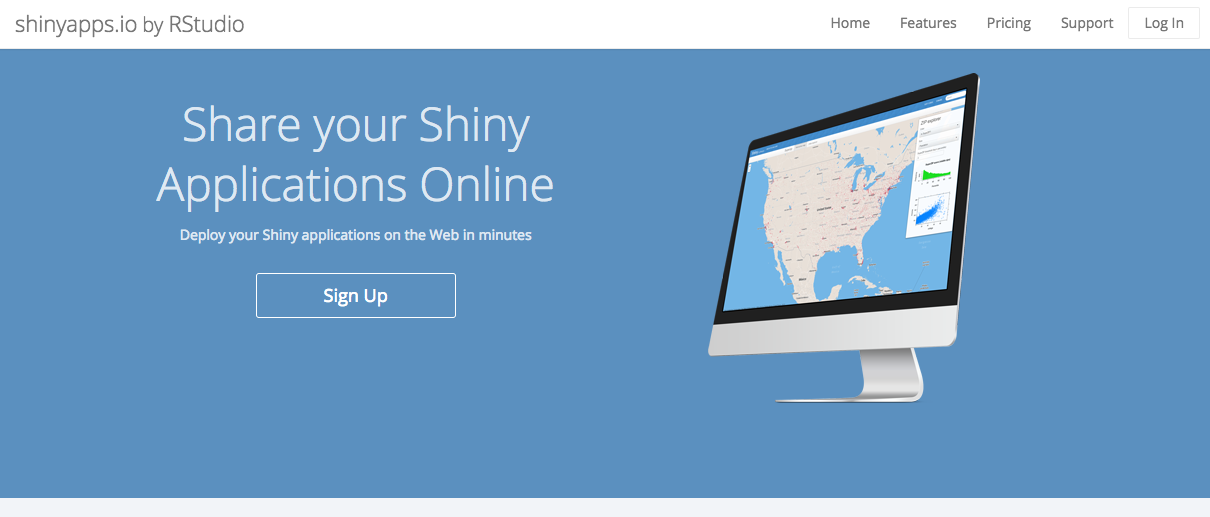 shinyapps.io by RStudio
Home Features Pricing Support Log In
Share your Shiny
Applications Online
Deploy your Shiny applications on the Web in minutes
Sign Up
ZIP explorer